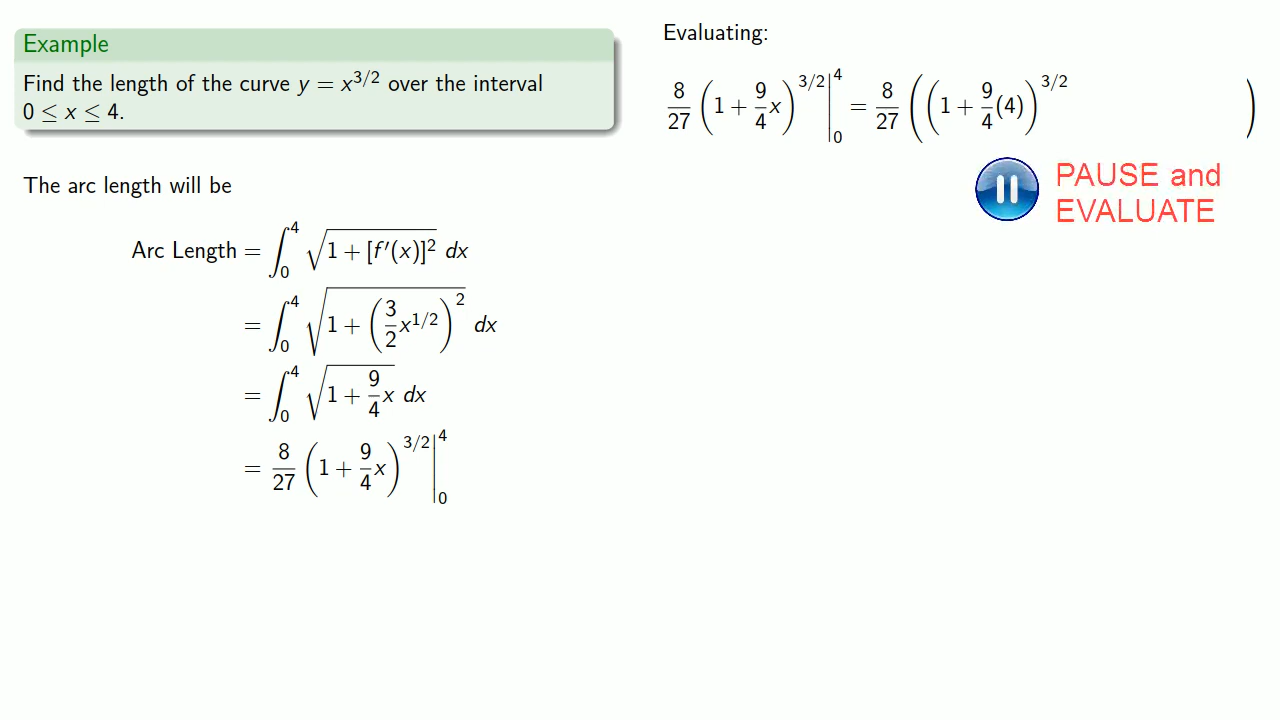 Example
Find the length of the curve y = x^{3/2} over the interval
0 ≤ x ≤ 4.
The arc length will be
Arc Length = ∫_0^4 √(1 + [f′(x)]^2) dx
= ∫_0^4 √(1 + (3/2 x^{1/2})^2) dx
= ∫_0^4 √(1 + 9/4 x) dx
= 8/27 (1 + 9/4 x)^{3/2} |_0^4
Evaluating:
8/27 (1 + 9/4 x)^{3/2} |_0^4 = 8/27 ((1 + 9/4 (4))^{3/2} )
PAUSE and
EVALUATE